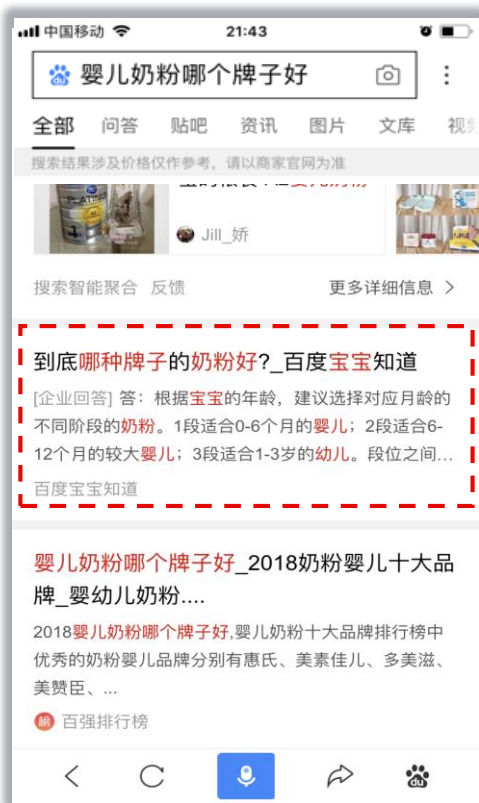 中国移动
21:43
婴儿奶粉哪个牌子好
全部 问答 贴吧 资讯 图片 文库 视频
搜索结果涉及价格仅作参考，请以商家官网为准
Jill_娇
搜索智能聚合 反馈 更多详细信息 >
到底哪种牌子的奶粉好?_百度宝宝知道
[企业回答] 答：根据宝宝的年龄，建议选择对应月龄的
不同阶段的奶粉。1段适合0-6个月的婴儿；2段适合6-
12个月的较大婴儿；3段适合1-3岁的幼儿。段位之间...
百度宝宝知道
婴儿奶粉哪个牌子好_2018奶粉婴儿十大品
牌_婴幼儿奶粉....
2018婴儿奶粉哪个牌子好,婴儿奶粉十大品牌排行榜中
优秀的奶粉婴儿品牌分别有惠氏、美素佳儿、多美滋、
美赞臣、...
百强排行榜
du